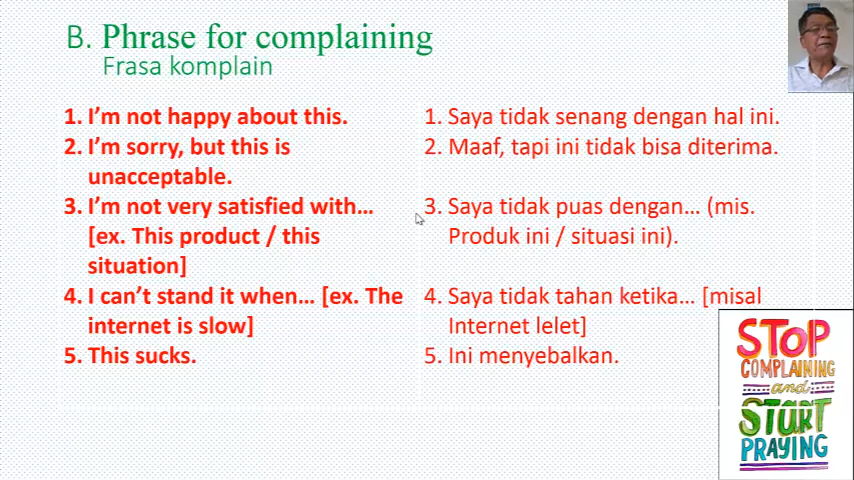 B. Phrase for complaining
Frasa komplain
1. I'm not happy about this.
2. I'm sorry, but this is
unacceptable.
3. I'm not very satisfied with…
[ex. This product / this
situation]
4. I can't stand it when… [ex. The
internet is slow]
5. This sucks.
1. Saya tidak senang dengan hal ini.
2. Maaf, tapi ini tidak bisa diterima.
3. Saya tidak puas dengan… (mis.
Produk ini / situasi ini).
4. Saya tidak tahan ketika… [misal
Internet lelet]
5. Ini menyebalkan.
STOP
COMPLAINING
and
START
PRAYING